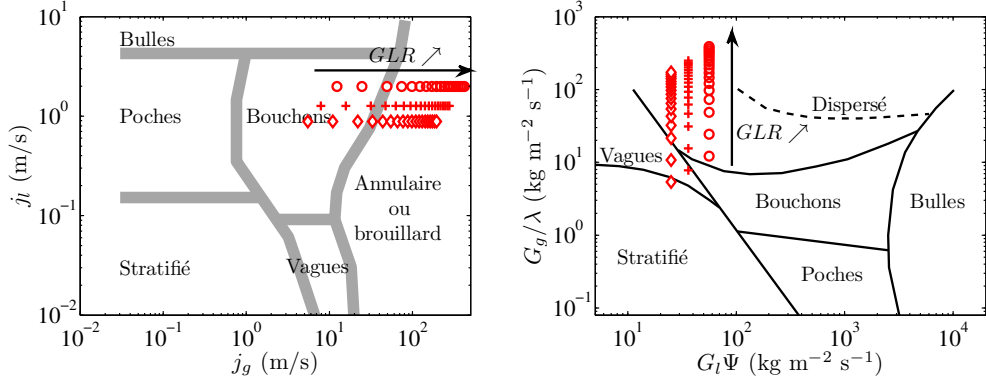 10^1
10^0
10^-1
10^-2
j_l (m/s)
Bulles
GLR ↗
Poches
Bouchons
Annulaire
ou
brouillard
Stratifié
Vagues
10^-2
10^-1
10^0
10^1
10^2
j_g (m/s)
10^3
10^2
10^1
10^0
10^-1
G_g/λ (kg m^-2 s^-1)
Dispersé
GLR ↗
Vagues
Bouchons
Bulles
Stratifié
Poches
10^1
10^2
10^3
10^4
G_lΨ (kg m^-2 s^-1)